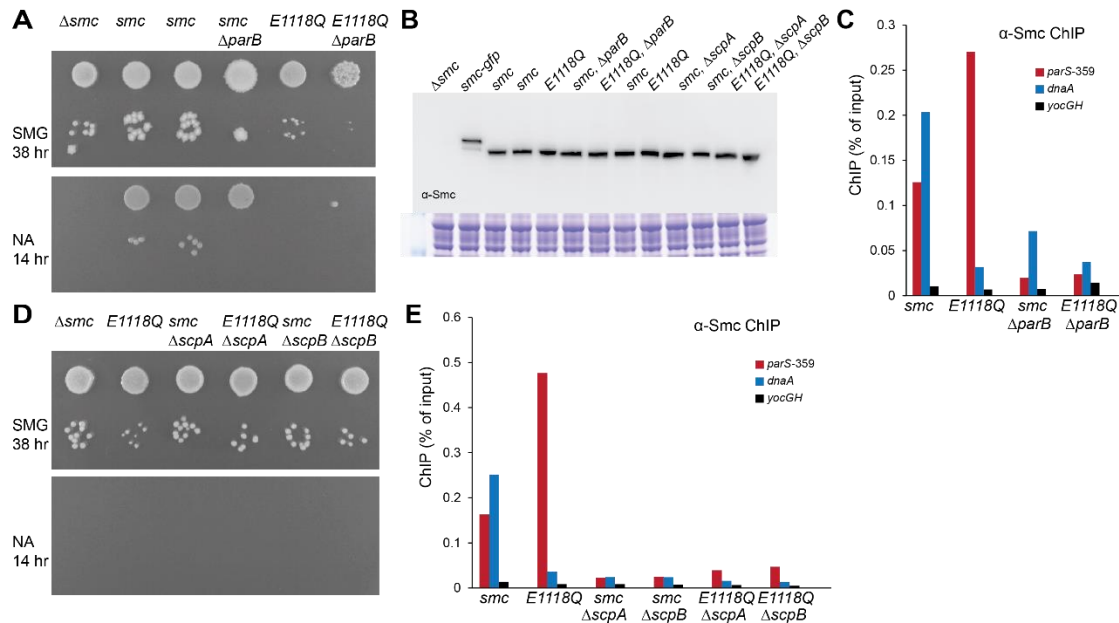 A
Δsmc smc smc smc ΔparB E1118Q E1118Q ΔparB
SMG
38 hr
NA
14 hr
B
Δsmc
smc-gfp
smc
smc
E1118Q
smc, ΔparB
E1118Q, ΔparB
smc
E1118Q
smc, ΔscpA
smc, ΔscpB
E1118Q, ΔscpA
E1118Q, ΔscpB
α-Smc
C
α-Smc ChIP
0.3
0.25
0.2
0.15
0.1
0.05
0
ChIP (% of input)
parS-359
dnaA
yocGH
smc E1118Q smc E1118Q
ΔparB ΔparB
D
Δsmc E1118Q smc E1118Q smc E1118Q
ΔscpA ΔscpA ΔscpB ΔscpB
SMG
38 hr
NA
14 hr
E
α-Smc ChIP
0.6
0.5
0.4
0.3
0.2
0.1
0
ChIP (% of input)
parS-359
dnaA
yocGH
smc E1118Q smc smc E1118Q E1118Q
ΔscpA ΔscpB ΔscpA ΔscpB